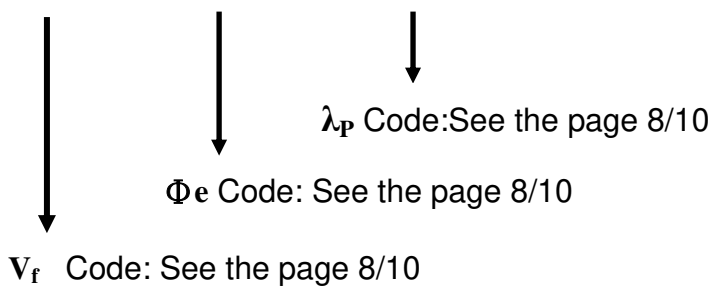 λP Code:See the page 8/10
Φe Code: See the page 8/10
Vf Code: See the page 8/10